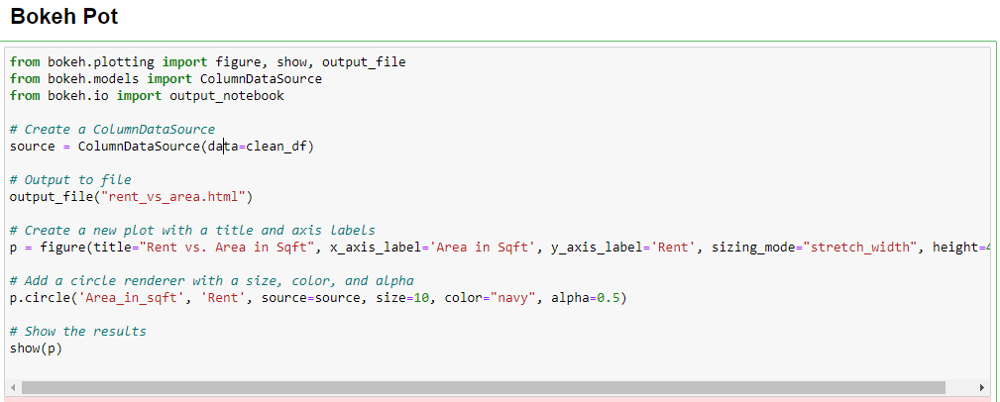 Bokeh Pot
from bokeh.plotting import figure, show, output_file
from bokeh.models import ColumnDataSource
from bokeh.io import output_notebook
# Create a ColumnDataSource
source = ColumnDataSource(data=clean_df)
# Output to file
output_file("rent_vs_area.html")
# Create a new plot with a title and axis labels
p = figure(title="Rent vs. Area in Sqft", x_axis_label='Area in Sqft', y_axis_label='Rent', sizing_mode="stretch_width", height=4
# Add a circle renderer with a size, color, and alpha
p.circle('Area_in_sqft', 'Rent', source=source, size=10, color="navy", alpha=0.5)
# Show the results
show(p)